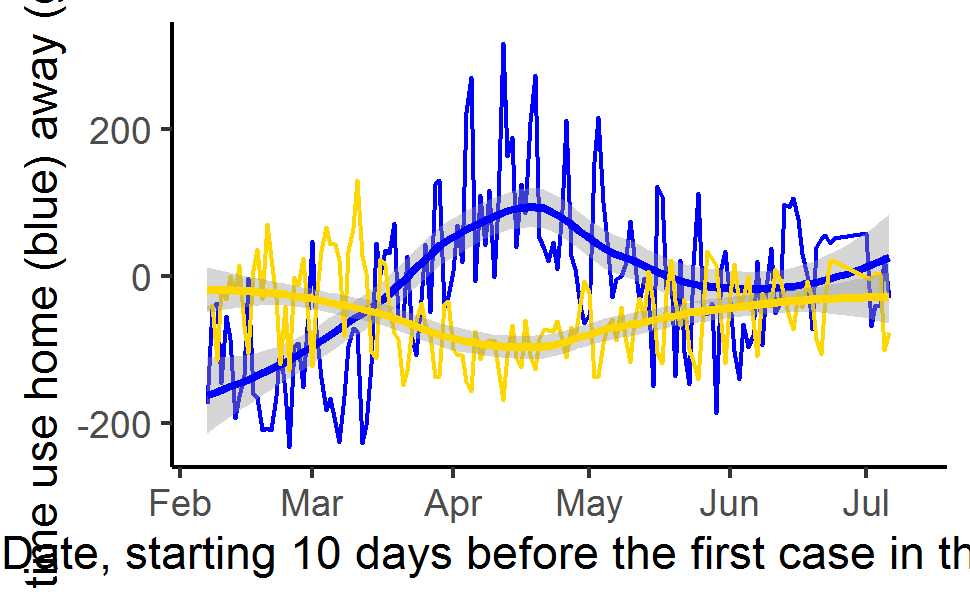 time use home (blue) away (
200
0
-200
Feb Mar Apr May Jun Jul
Date, starting 10 days before the first case in th